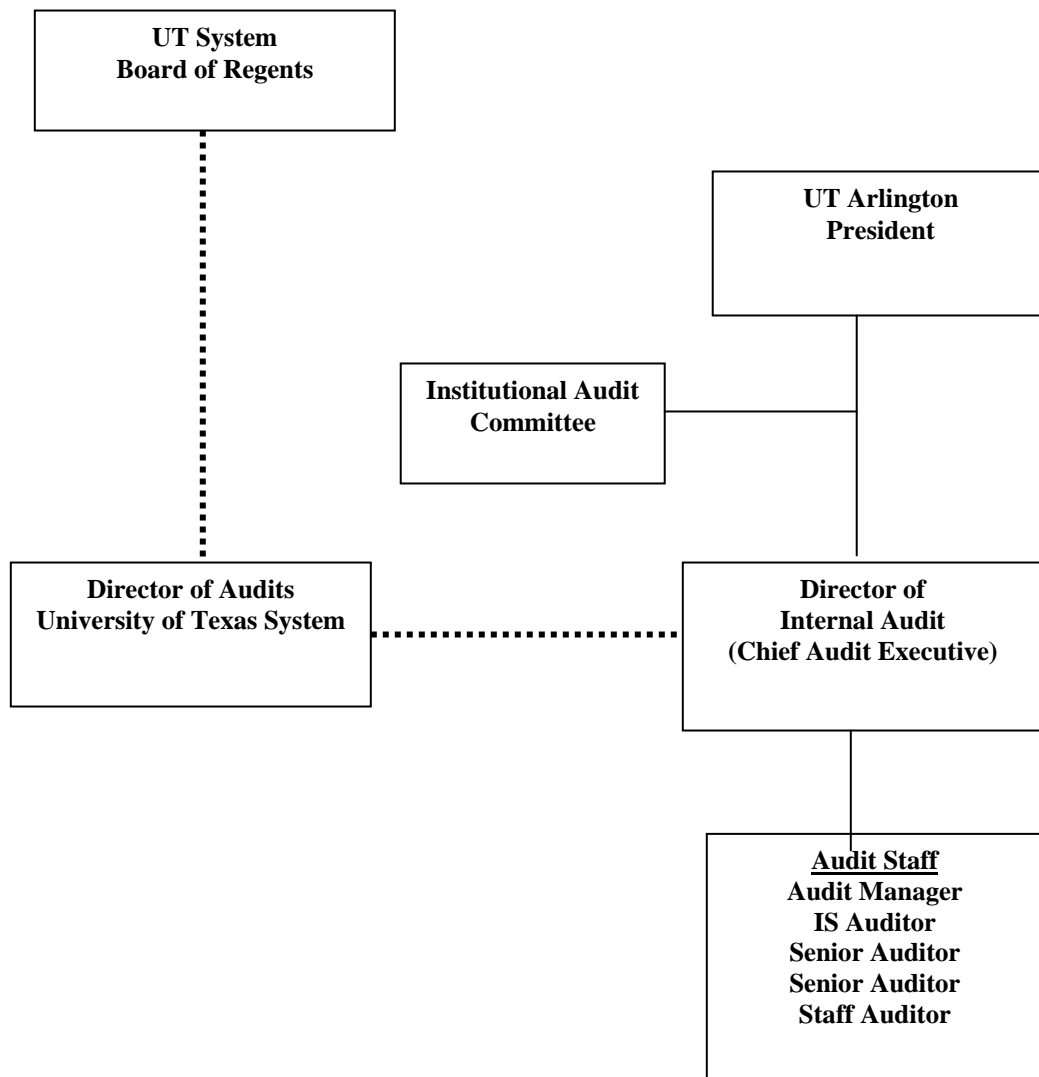 UT System
Board of Regents
UT Arlington
President
Institutional Audit
Committee
Director of Audits
University of Texas System
Director of
Internal Audit
(Chief Audit Executive)
Audit Staff
Audit Manager
IS Auditor
Senior Auditor
Senior Auditor
Staff Auditor